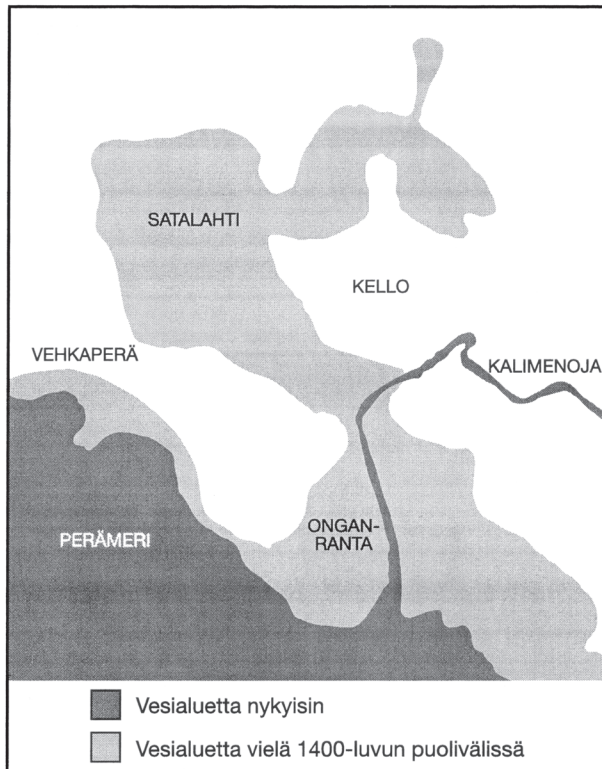 SATALAHTI
KELLO
VEHKAPERÄ
KALIMENOJA
PERÄMERI
ONGAN-
RANTA
Vesialuetta nykyisin
Vesialuetta vielä 1400-luvun puolivälissä